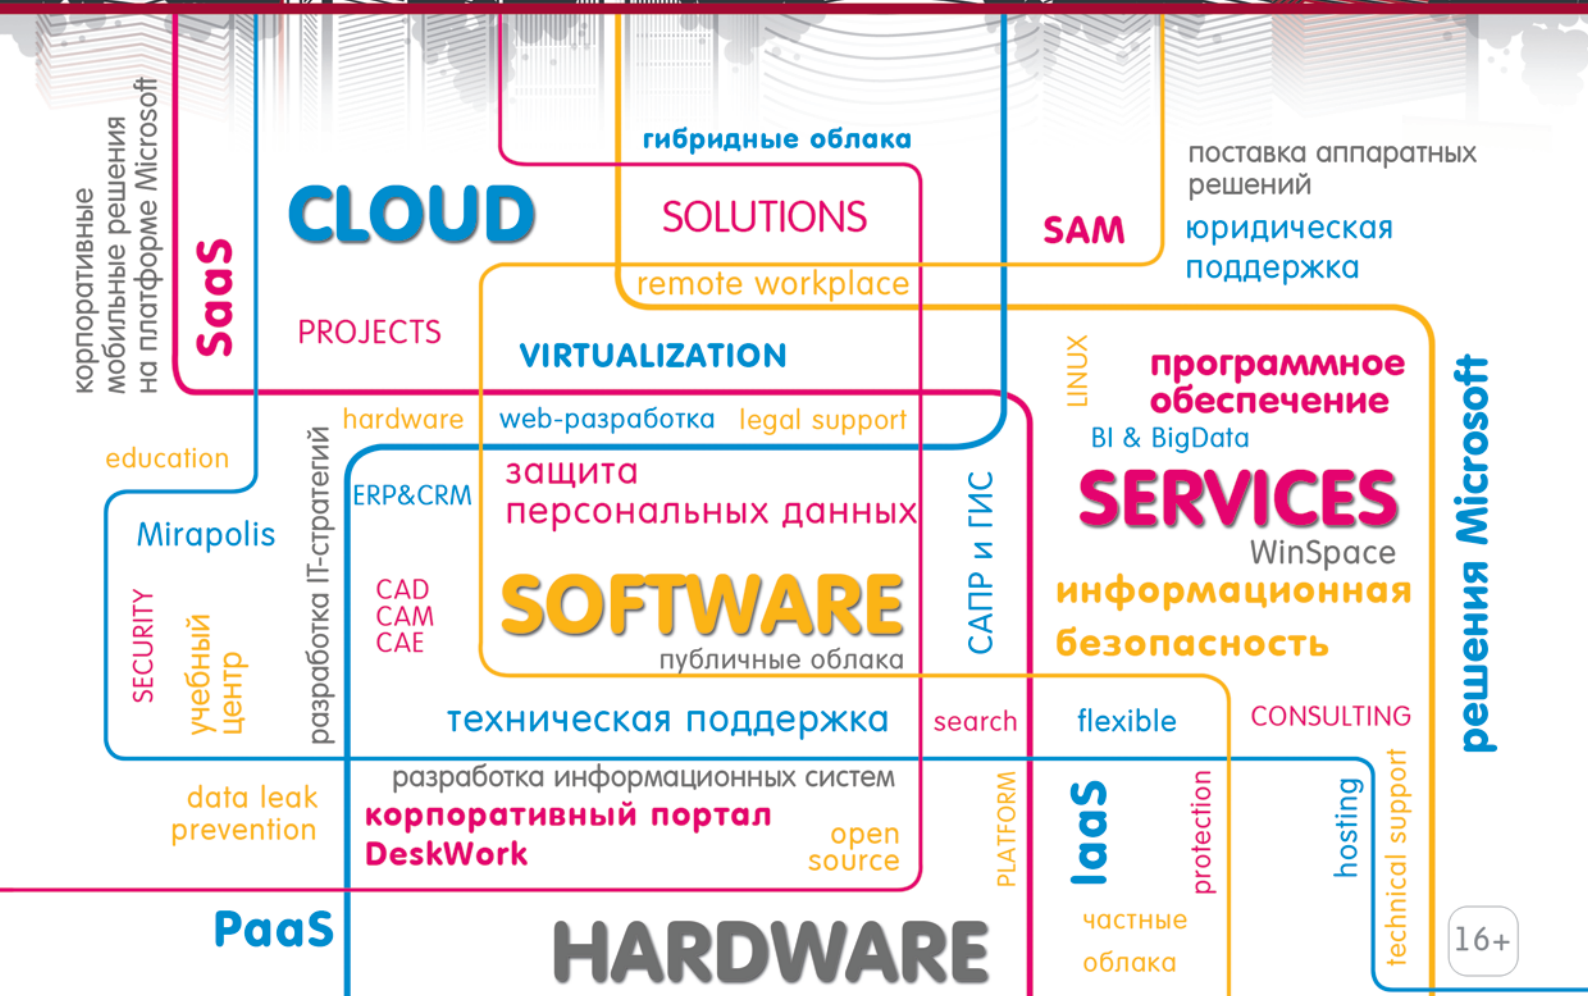 гибридные облака
поставка аппаратных
решений
корпоративные
мобильные решения
на платформе Microsoft
SaaS
CLOUD
SOLUTIONS
SAM
юридическая
поддержка
remote workplace
PROJECTS
VIRTUALIZATION
LINUX
программное
обеспечение
решения Microsoft
hardware
web-разработка
legal support
BI & BigData
education
разработка IT-стратегий
ERP&CRM
защита
персональных данных
САПР и ГИС
SERVICES
WinSpace
Mirapolis
SECURITY
учебный
центр
CAD
CAM
CAE
SOFTWARE
публичные облака
информационная
безопасность
техническая поддержка
search
flexible
CONSULTING
разработка информационных систем
data leak
prevention
корпоративный портал
DeskWork
open
source
PLATFORM
IaaS
protection
hosting
technical support
PaaS
HARDWARE
частные
облака
16+